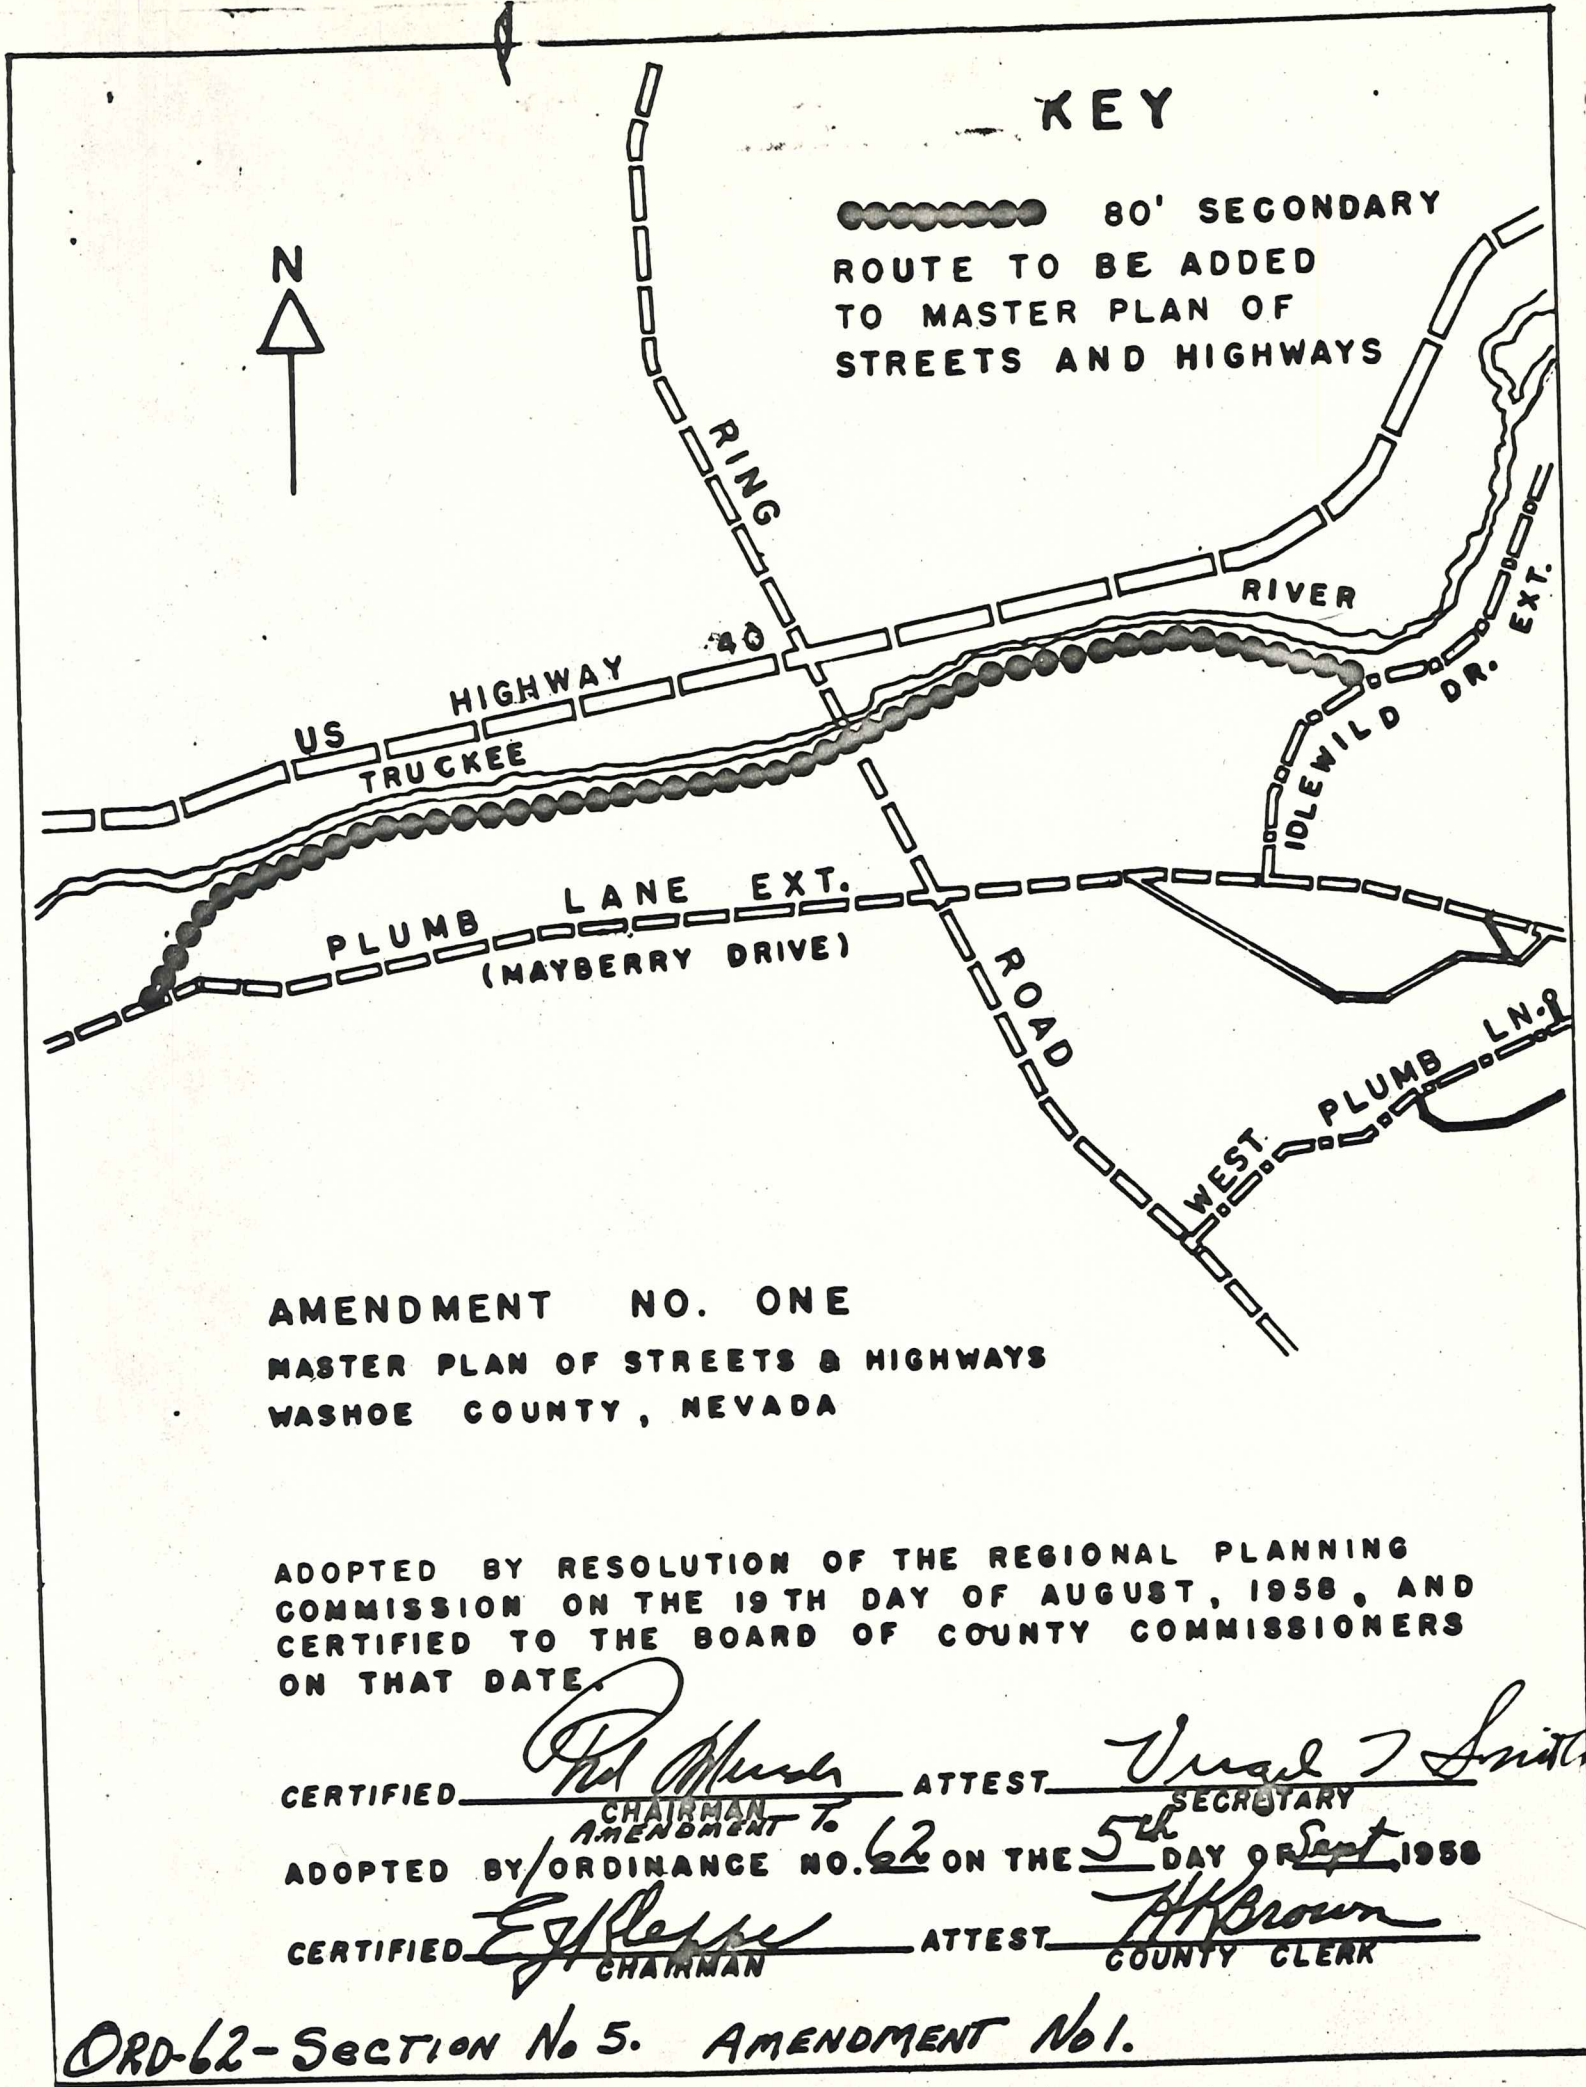 KEY
80' SECONDARY
ROUTE TO BE ADDED
TO MASTER PLAN OF
STREETS AND HIGHWAYS
N
RING
RIVER
40
HIGHWAY
US
TRUCKEE
EXT.
IDLEWILD DR.
PLUMB LANE EXT.
(MAYBERRY DRIVE)
ROAD
WEST. PLUMB LN.
AMENDMENT NO. ONE
MASTER PLAN OF STREETS & HIGHWAYS
WASHOE COUNTY, NEVADA
ADOPTED BY RESOLUTION OF THE REGIONAL PLANNING
COMMISSION ON THE 19TH DAY OF AUGUST, 1958, AND
CERTIFIED TO THE BOARD OF COUNTY COMMISSIONERS
ON THAT DATE.
CERTIFIED ATTEST Smith
CHAIRMAN SECRETARY
AMENDMENT TO
ADOPTED BY/ORDINANCE NO. 62 ON THE 5th DAY OF Sept 1958
CERTIFIED E J Kleppe ATTEST HK Brown
CHAIRMAN COUNTY CLERK
ORD-62-SECTION No 5. AMENDMENT No 1.